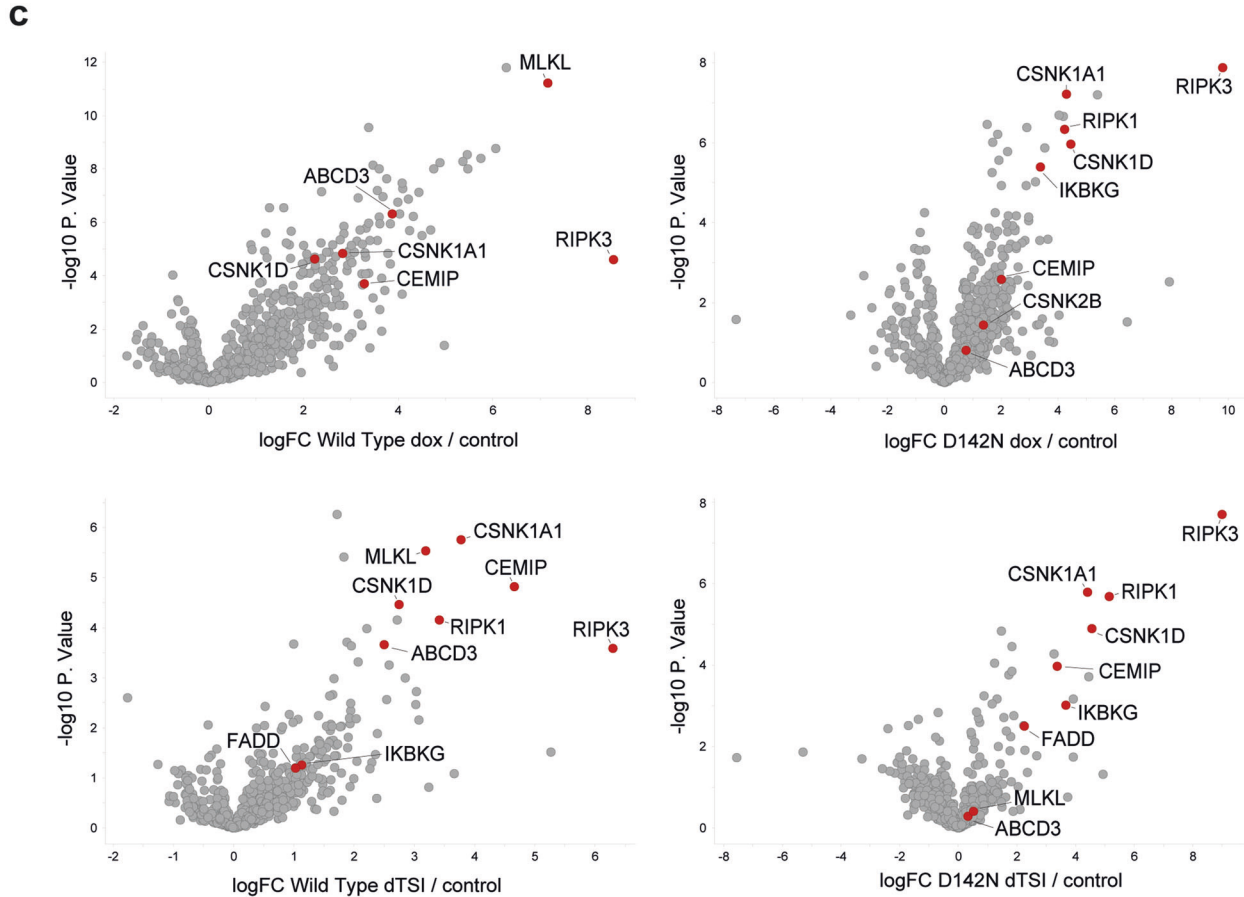 c
12
10
8
6
4
2
0
-log10 P. Value
MLKL
ABCD3
RIPK3
CSNK1A1
CSNK1D
CEMIP
-2
0
2
4
6
8
logFC Wild Type dox / control
8
6
4
2
0
-log10 P. Value
CSNK1A1
RIPK3
RIPK1
CSNK1D
IKBKG
CEMIP
CSNK2B
ABCD3
-8
-6
-4
-2
0
2
4
6
8
10
logFC D142N dox / control
6
5
4
3
2
1
0
-log10 P. Value
CSNK1A1
MLKL
CEMIP
CSNK1D
RIPK1
RIPK3
ABCD3
FADD
IKBKG
-2
-1
0
1
2
3
4
5
6
logFC Wild Type dTSI / control
8
6
4
2
0
-log10 P. Value
RIPK3
CSNK1A1
RIPK1
CSNK1D
CEMIP
IKBKG
FADD
MLKL
ABCD3
-8
-6
-4
-2
0
2
4
6
8
logFC D142N dTSI / control